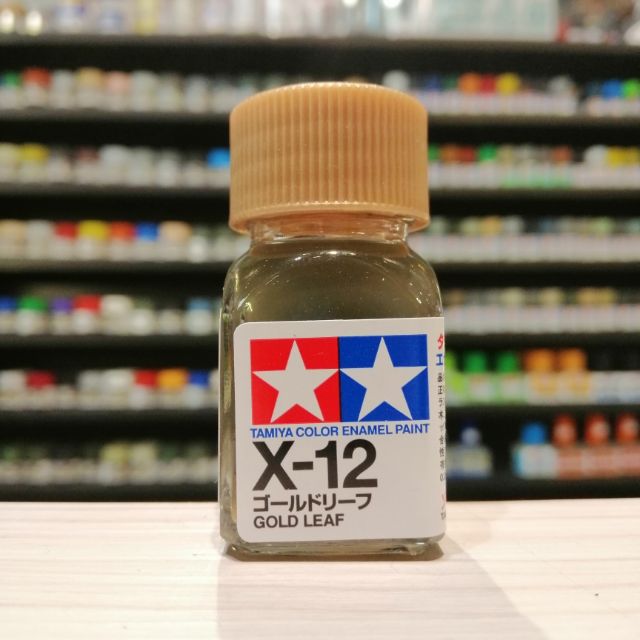 TAMIYA COLOR ENAMEL PAINT
X-12
ゴールドリーフ
GOLD LEAF